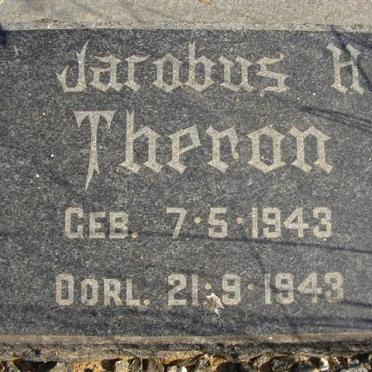 Jacobus H
Theron
GEB. 7·5·1943
OORL. 21·9·1943